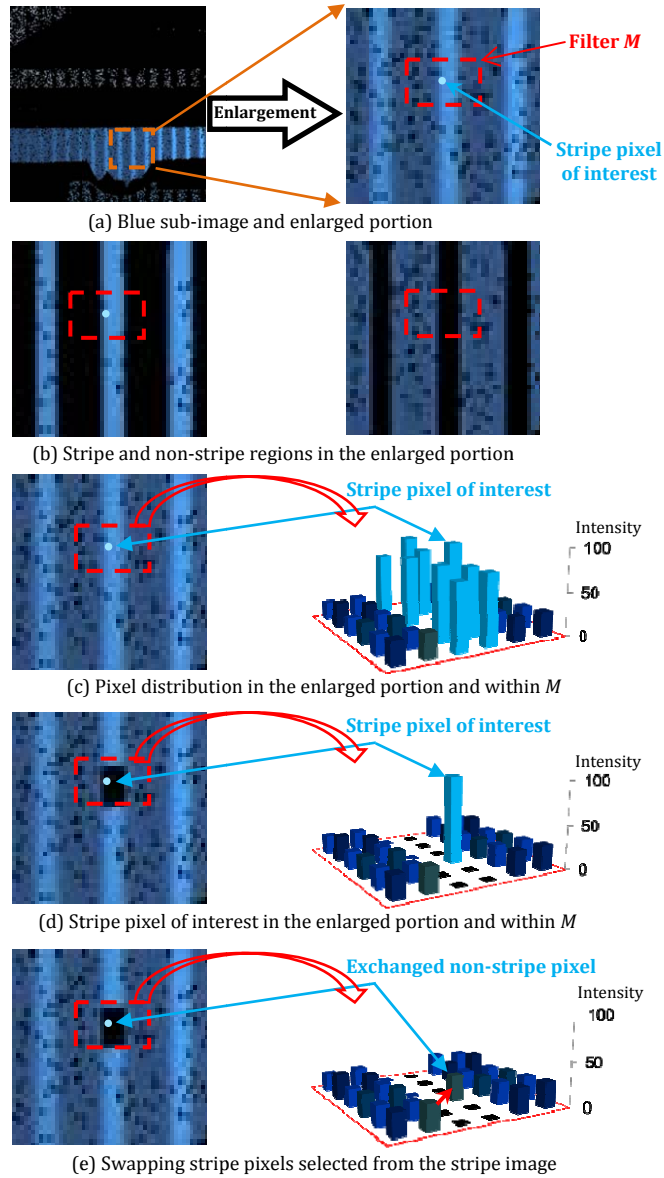 Filter M
Enlargement
Stripe pixel
of interest
(a) Blue sub-image and enlarged portion
(b) Stripe and non-stripe regions in the enlarged portion
Stripe pixel of interest
Intensity
100
50
0
(c) Pixel distribution in the enlarged portion and within M
Stripe pixel of interest
Intensity
100
50
0
(d) Stripe pixel of interest in the enlarged portion and within M
Exchanged non-stripe pixel
Intensity
100
50
0
(e) Swapping stripe pixels selected from the stripe image